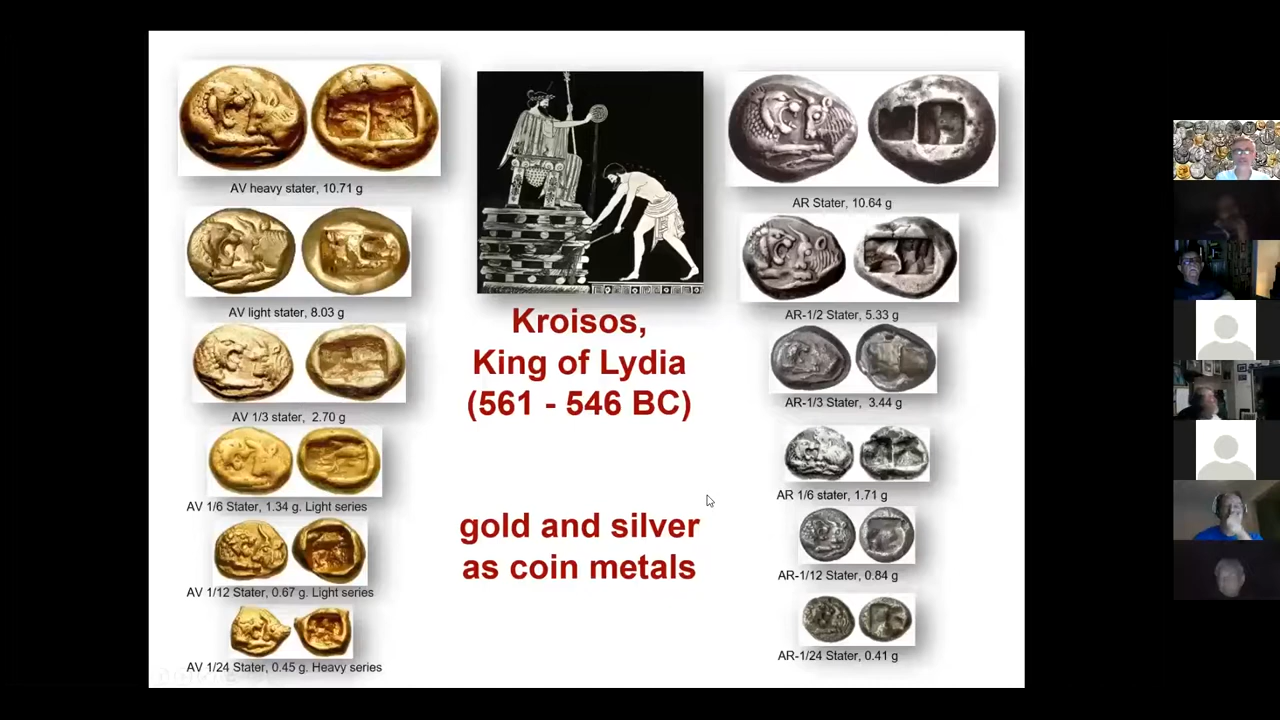 AV heavy stater, 10.71 g
AV light stater, 8.03 g
AV 1/3 stater, 2.70 g
AV 1/6 Stater, 1.34 g. Light series
AV 1/12 Stater, 0.67 g. Light series
AV 1/24 Stater, 0.45 g. Heavy series
Kroisos,
King of Lydia
(561 - 546 BC)
gold and silver
as coin metals
AR Stater, 10.64 g
AR-1/2 Stater, 5.33 g
AR-1/3 Stater, 3.44 g
AR 1/6 stater, 1.71 g
AR-1/12 Stater, 0.84 g
AR-1/24 Stater, 0.41 g